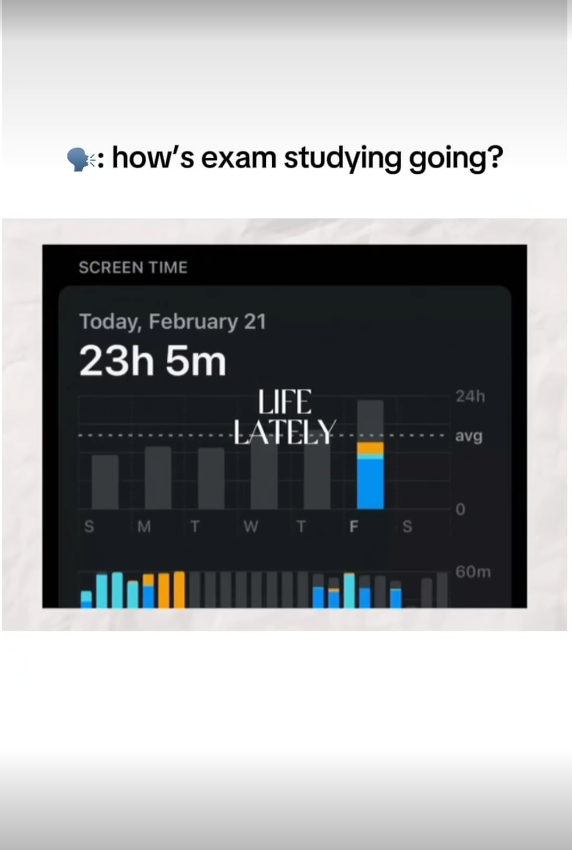 🗣️: how's exam studying going?
SCREEN TIME
Today, February 21
23h 5m
24h
LIFE
LATELY
avg
0
S M T W T F S
60m